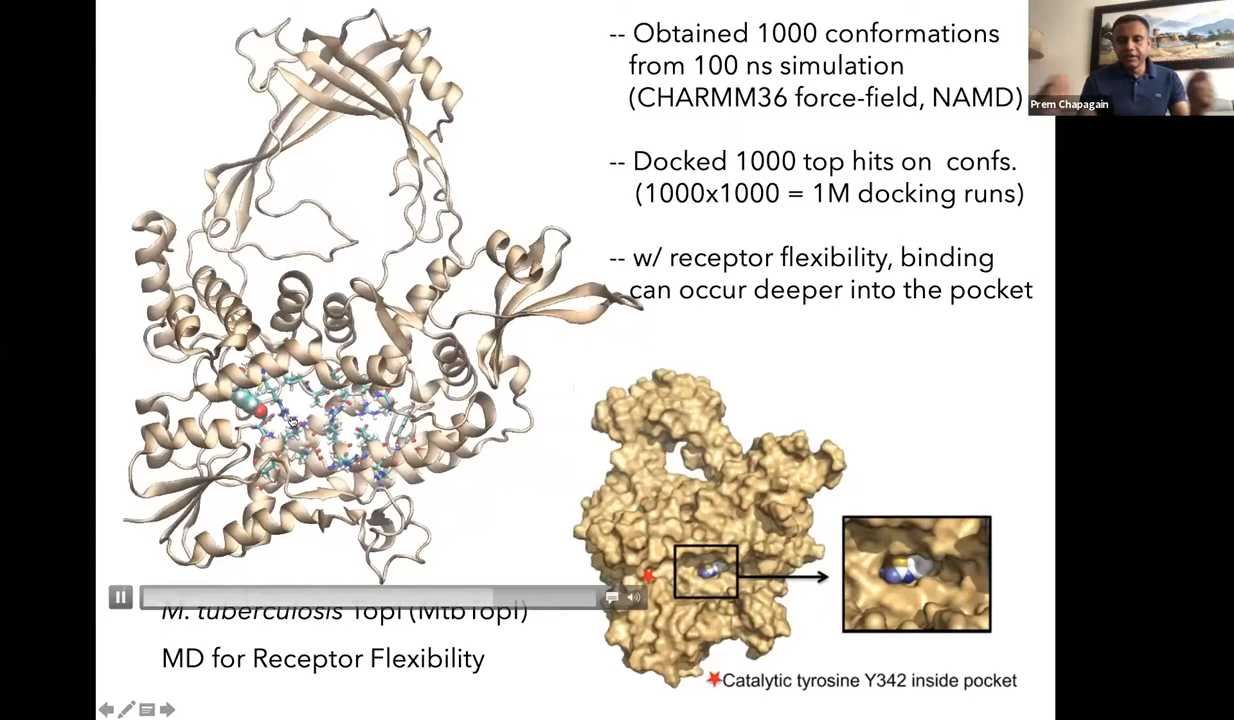 -- Obtained 1000 conformations
from 100 ns simulation
(CHARMM36 force-field, NAMD)
Prem Chapagain
-- Docked 1000 top hits on confs.
(1000x1000 = 1M docking runs)
-- w/ receptor flexibility, binding
can occur deeper into the pocket
M. tuberculosis TopI (MtbTopI)
MD for Receptor Flexibility
Catalytic tyrosine Y342 inside pocket